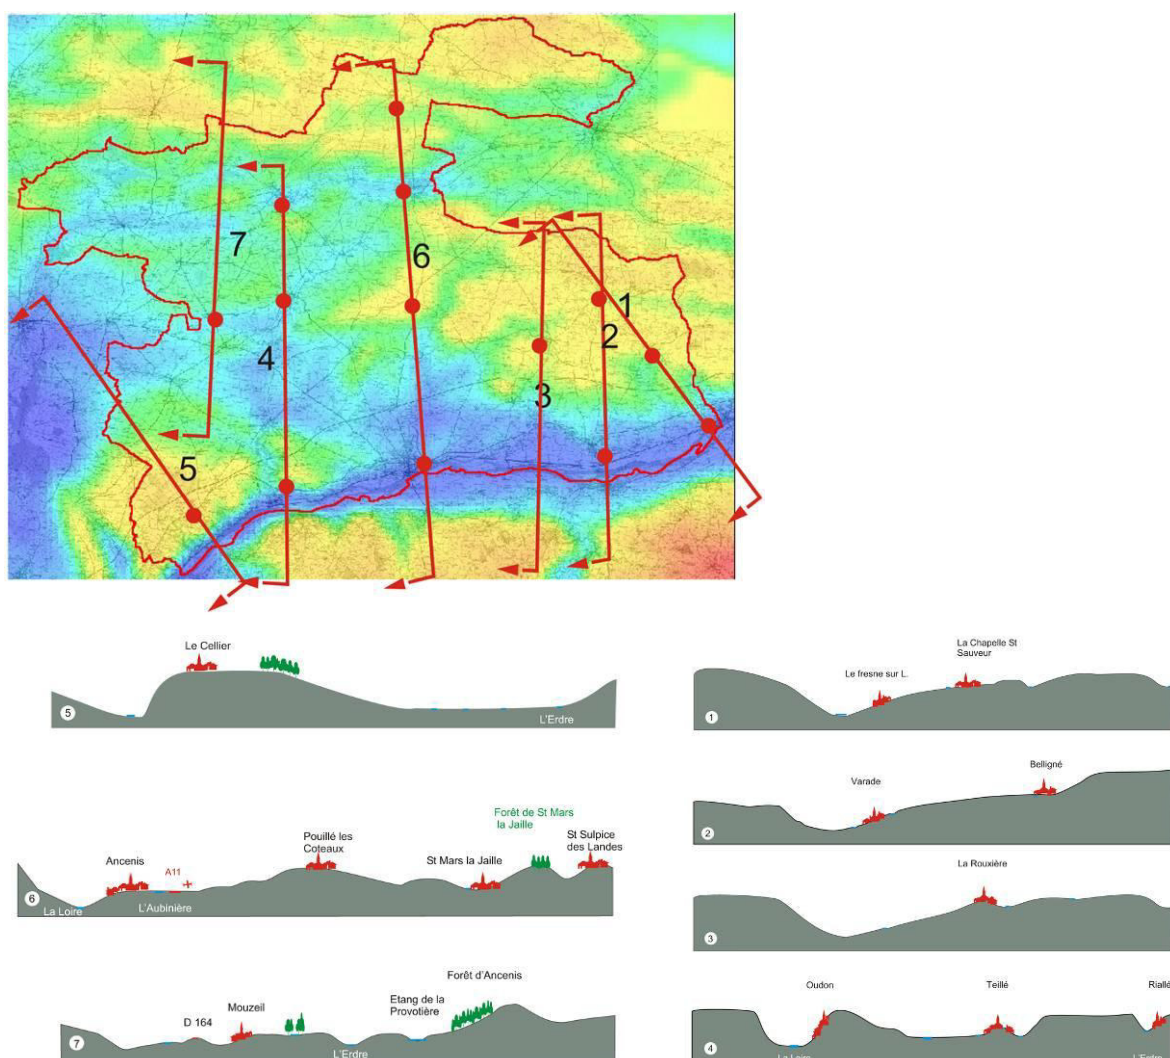 7
6
4
1
2
3
5
Le Cellier
5
L'Erdre
Forêt de St Mars
la Jaille
St Sulpice
des Landes
Pouillé les
Coteaux
Ancenis
A11
St Mars la Jaille
6
La Loire
L'Aubinière
Forêt d'Ancenis
Etang de la
Provotière
Mouzeil
D 164
7
L'Erdre
La Chapelle St
Sauveur
Le fresne sur L.
1
Belligné
Varade
2
La Rouxière
3
Oudon
Teillé
Riallé
4
La Loire
L'Erdre